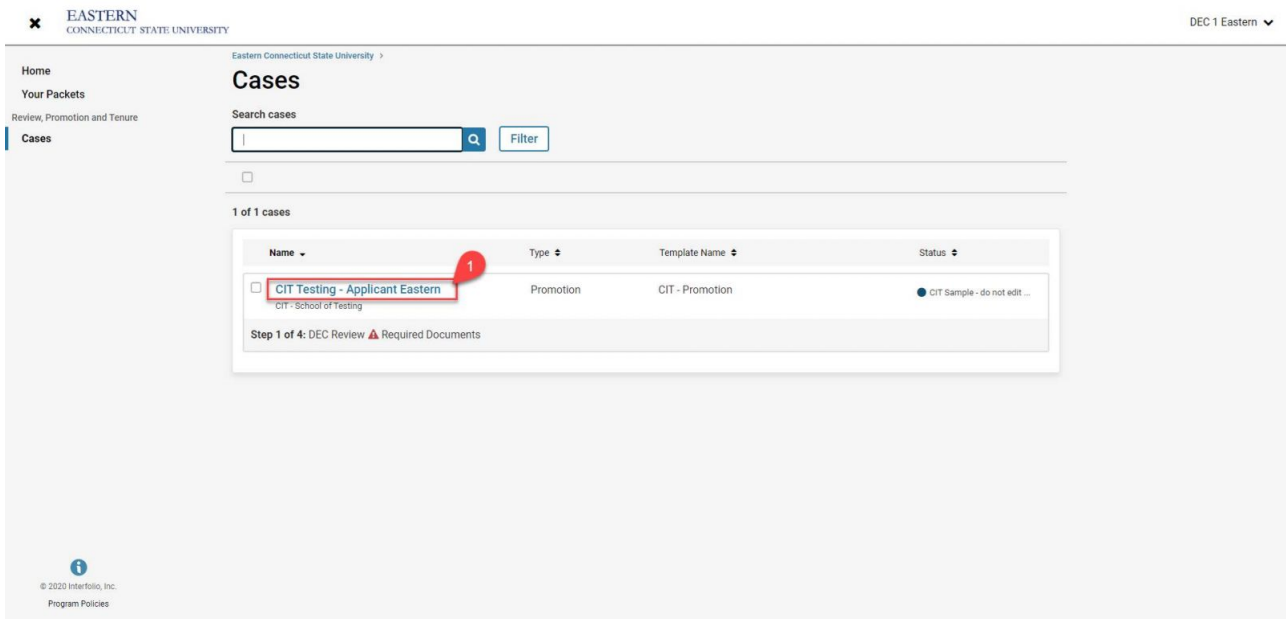 EASTERN
CONNECTICUT STATE UNIVERSITY
DEC 1 Eastern
Home
Your Packets
Review, Promotion and Tenure
Cases
Eastern Connecticut State University >
Cases
Search cases
Filter
1 of 1 cases
Name Type Template Name Status
1
CIT Testing - Applicant Eastern Promotion CIT - Promotion CIT Sample - do not edit ...
CIT - School of Testing
Step 1 of 4: DEC Review Required Documents
© 2020 Interfolio, Inc.
Program Policies